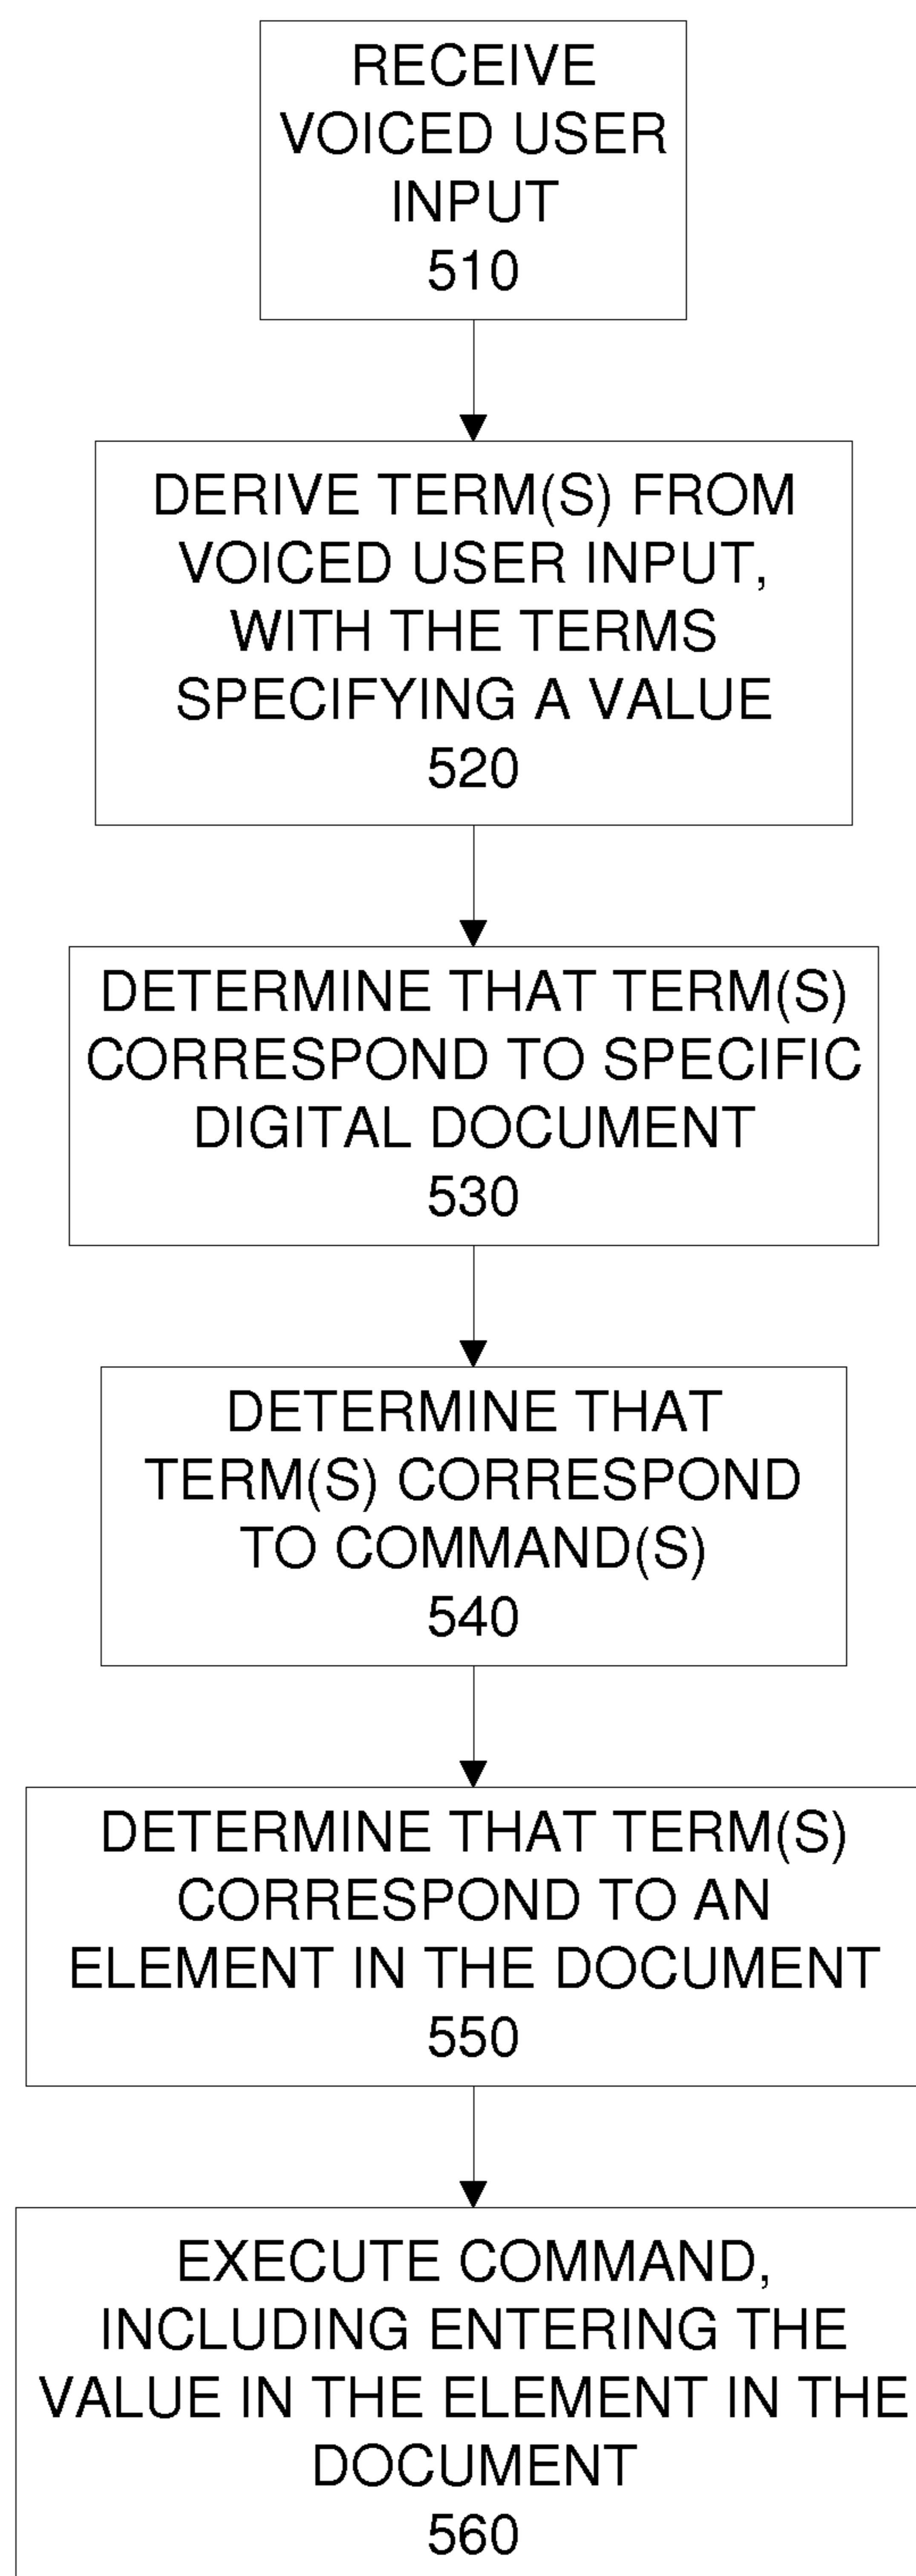 RECEIVE
VOICED USER
INPUT
510
DERIVE TERM(S) FROM
VOICED USER INPUT,
WITH THE TERMS
SPECIFYING A VALUE
520
DETERMINE THAT TERM(S)
CORRESPOND TO SPECIFIC
DIGITAL DOCUMENT
530
DETERMINE THAT
TERM(S) CORRESPOND
TO COMMAND(S)
540
DETERMINE THAT TERM(S)
CORRESPOND TO AN
ELEMENT IN THE DOCUMENT
550
EXECUTE COMMAND,
INCLUDING ENTERING THE
VALUE IN THE ELEMENT IN THE
DOCUMENT
560